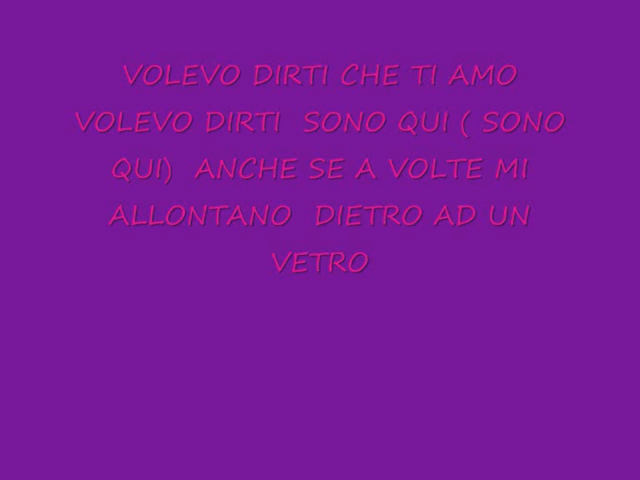 VOLEVO DIRTI CHE TI AMO
VOLEVO DIRTI  SONO QUI ( SONO
QUI)  ANCHE SE A VOLTE MI
ALLONTANO  DIETRO AD UN
VETRO